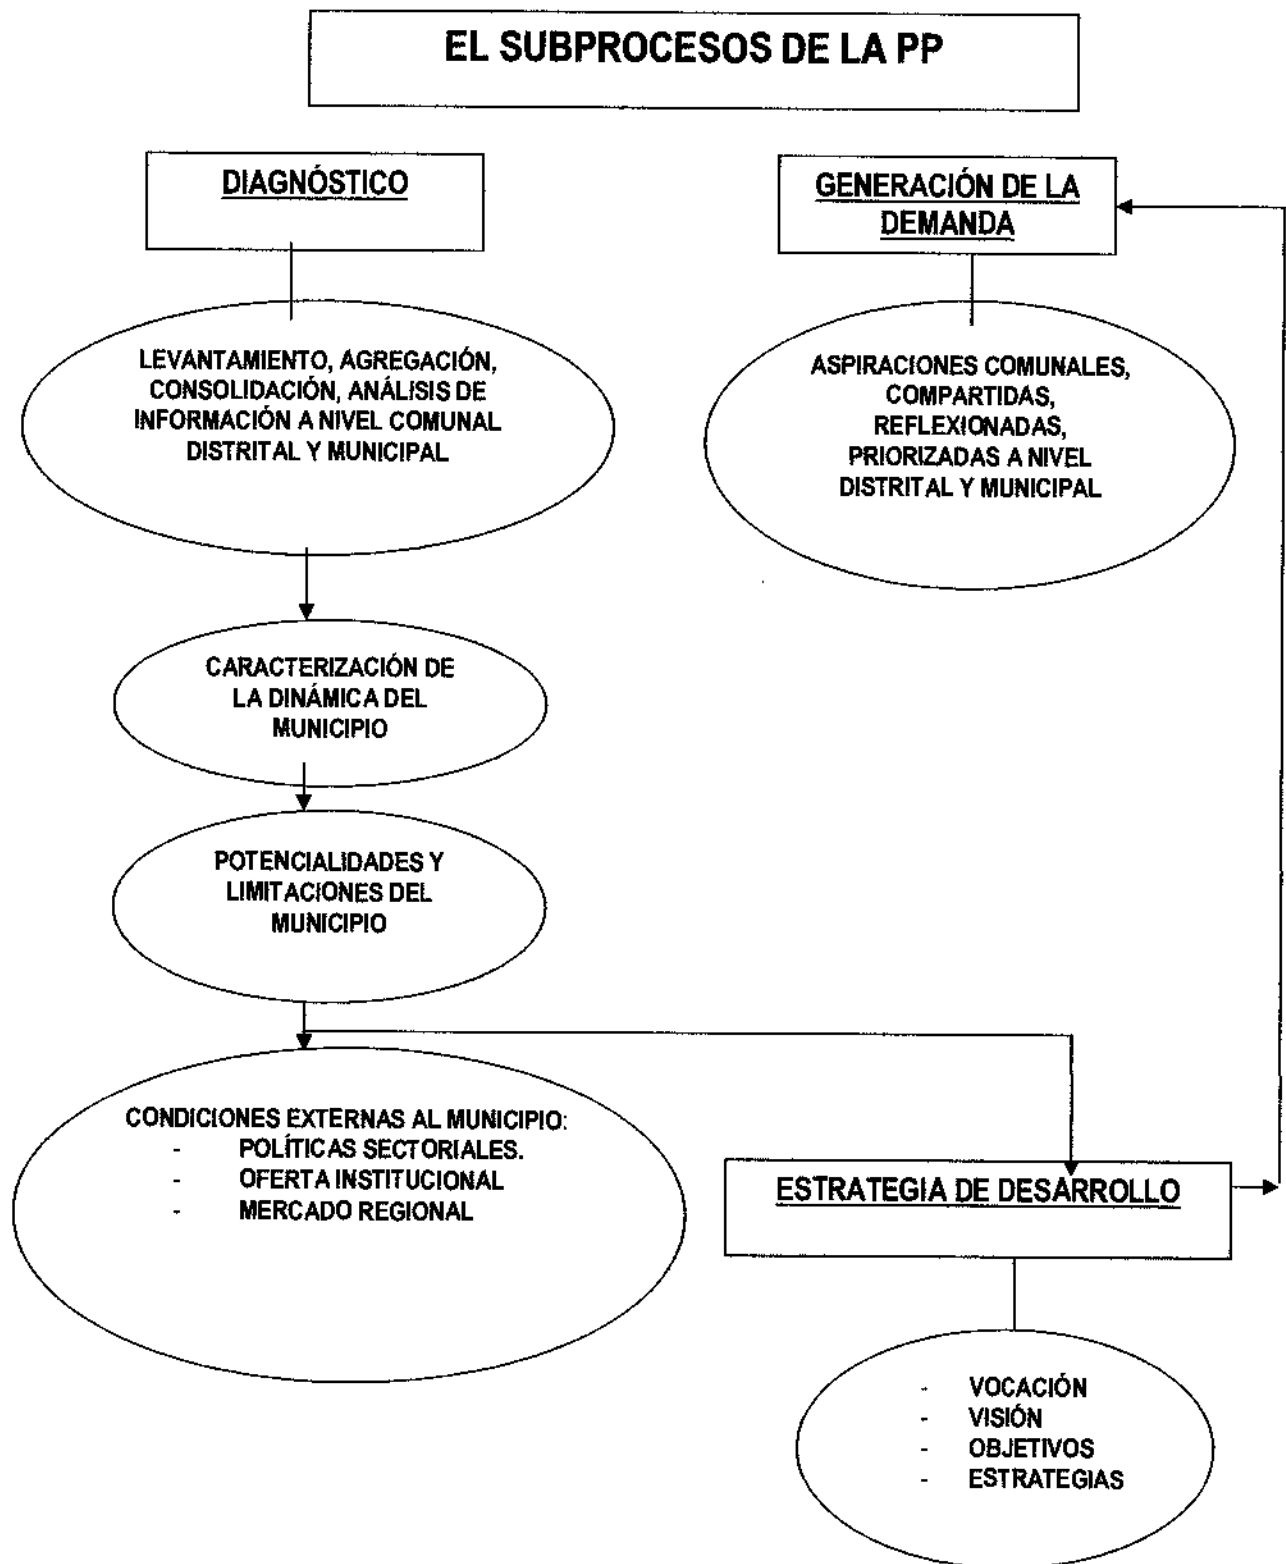 EL SUBPROCESOS DE LA PP
DIAGNÓSTICO
LEVANTAMIENTO, AGREGACIÓN,
CONSOLIDACIÓN, ANÁLISIS DE
INFORMACIÓN A NIVEL COMUNAL
DISTRITAL Y MUNICIPAL
CARACTERIZACIÓN DE
LA DINÁMICA DEL
MUNICIPIO
POTENCIALIDADES Y
LIMITACIONES DEL
MUNICIPIO
CONDICIONES EXTERNAS AL MUNICIPIO:
- POLÍTICAS SECTORIALES.
- OFERTA INSTITUCIONAL
- MERCADO REGIONAL
GENERACIÓN DE LA
DEMANDA
ASPIRACIONES COMUNALES,
COMPARTIDAS,
REFLEXIONADAS,
PRIORIZADAS A NIVEL
DISTRITAL Y MUNICIPAL
ESTRATEGIA DE DESARROLLO
- VOCACIÓN
- VISIÓN
- OBJETIVOS
- ESTRATEGIAS